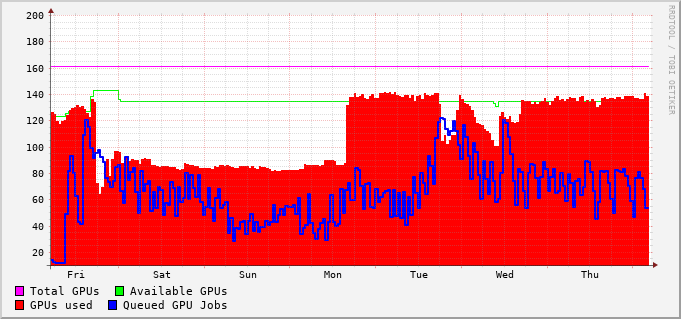 200
180
160
140
120
100
80
60
40
20
Fri Sat Sun Mon Tue Wed Thu
Total GPUs Available GPUs
GPUs used Queued GPU Jobs
RRDTOOL / TOBI OETIKER